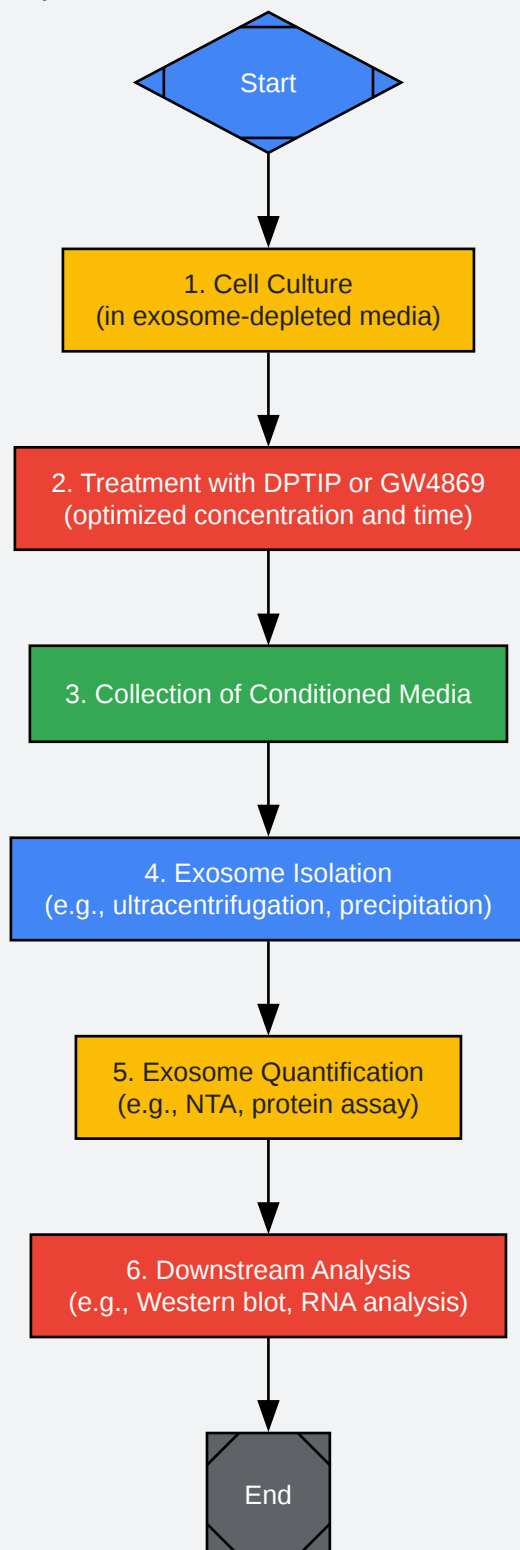 Start
1. Cell Culture
(in exosome-depleted media)
2. Treatment with DPTIP or GW4869
(optimized concentration and time)
3. Collection of Conditioned Media
4. Exosome Isolation
(e.g., ultracentrifugation, precipitation)
5. Exosome Quantification
(e.g., NTA, protein assay)
6. Downstream Analysis
(e.g., Western blot, RNA analysis)
End